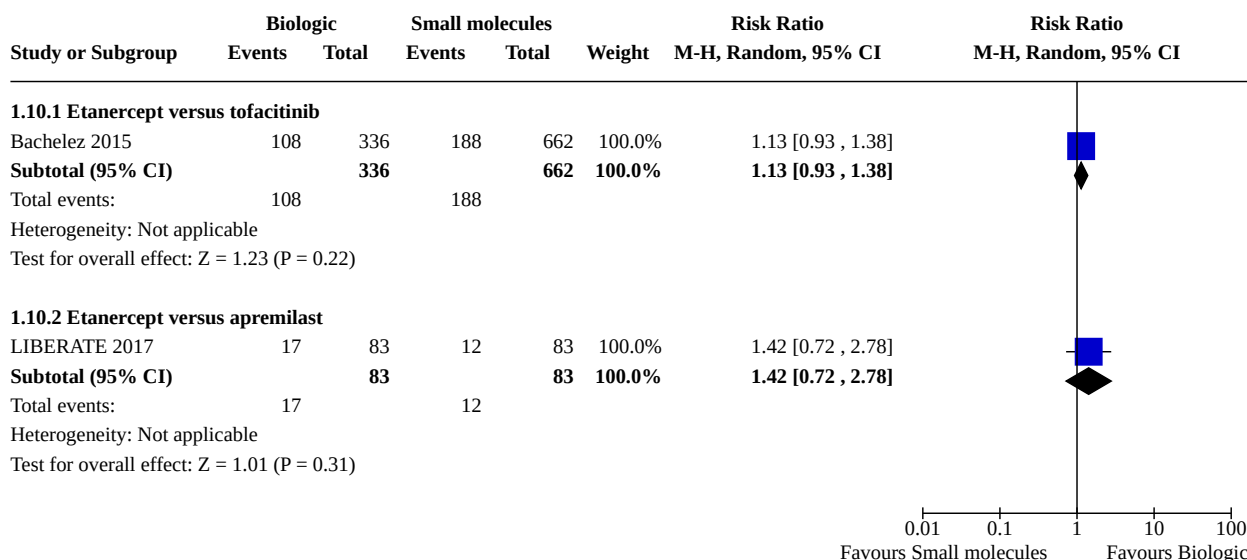 Biologic Small molecules Risk Ratio Risk Ratio
Study or Subgroup Events Total Events Total Weight M-H, Random, 95% CI M-H, Random, 95% CI
1.10.1 Etanercept versus tofacitinib
Bachelez 2015 108 336 188 662 100.0% 1.13 [0.93 , 1.38]
Subtotal (95% CI) 336 662 100.0% 1.13 [0.93 , 1.38]
Total events: 108 188
Heterogeneity: Not applicable
Test for overall effect: Z = 1.23 (P = 0.22)
1.10.2 Etanercept versus apremilast
LIBERATE 2017 17 83 12 83 100.0% 1.42 [0.72 , 2.78]
Subtotal (95% CI) 83 83 100.0% 1.42 [0.72 , 2.78]
Total events: 17 12
Heterogeneity: Not applicable
Test for overall effect: Z = 1.01 (P = 0.31)
0.01 0.1 1 10 100
Favours Small molecules Favours Biologic